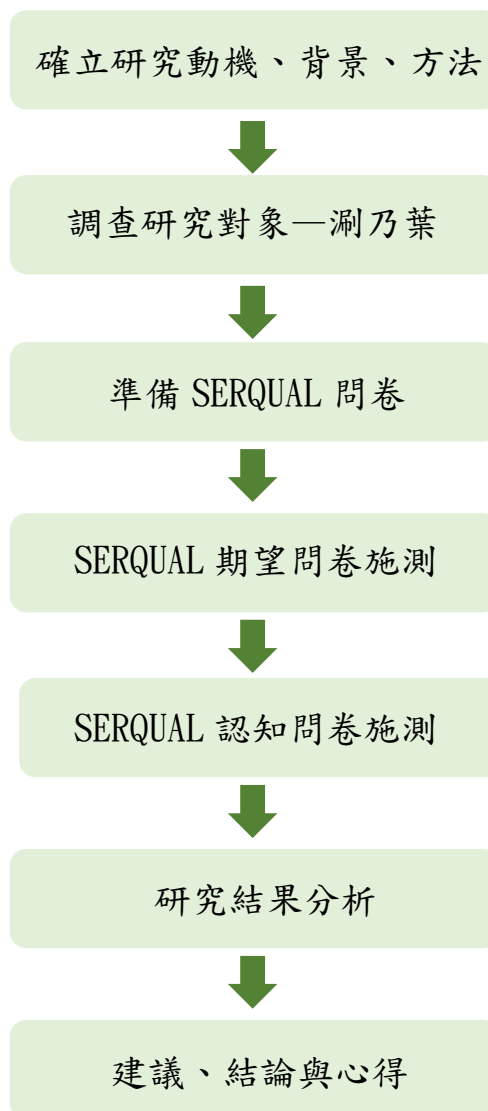 確立研究動機、背景、方法
調查研究對象—涮乃葉
準備 SERQUAL 問卷
SERQUAL 期望問卷施測
SERQUAL 認知問卷施測
研究結果分析
建議、結論與心得